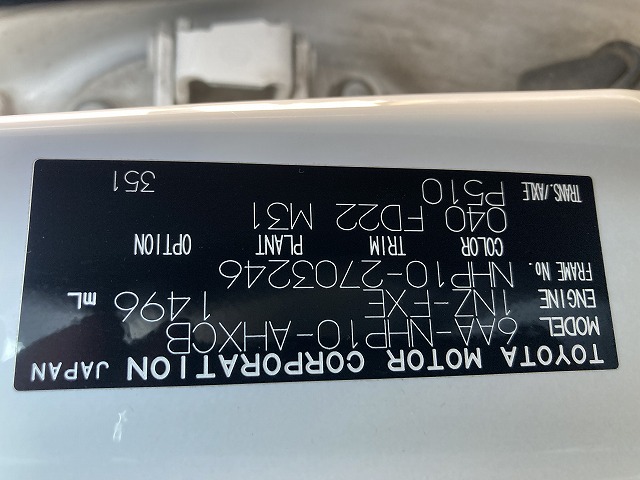 TOYOTA MOTOR CORPORATION JAPAN
MODEL 6AA-NHP10-AHXGB
ENGINE 1NZ-FXE 1496 mL
FRAME No. NHP10-2703246
COLOR TRIM PLANT OPTION
040 FD22 M31
TRANS./AXLE P510 351